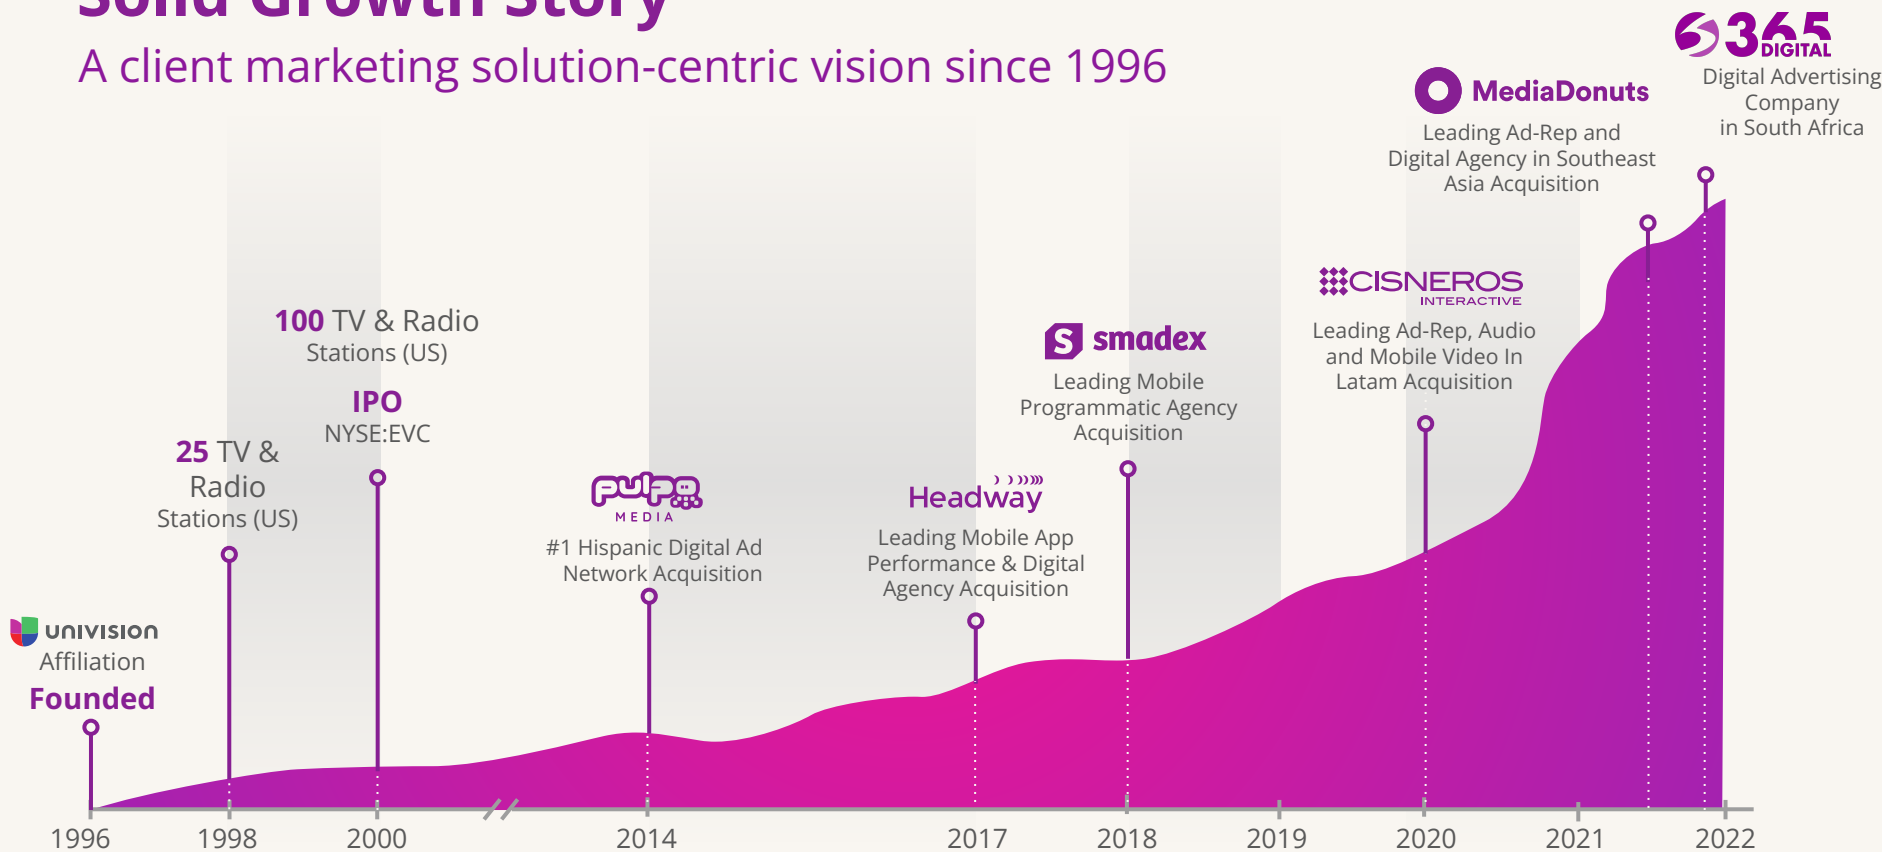 Solid Growth Story
A client marketing solution-centric vision since 1996
univision
Affiliation
Founded
25 TV &
Radio
Stations (US)
100 TV & Radio
Stations (US)
IPO
NYSE:EVC
pulpo
MEDIA
#1 Hispanic Digital Ad
Network Acquisition
Headway
Leading Mobile App
Performance & Digital
Agency Acquisition
S smadex
Leading Mobile
Programmatic Agency
Acquisition
CISNEROS
INTERACTIVE
Leading Ad-Rep, Audio
and Mobile Video In
Latam Acquisition
MediaDonuts
Leading Ad-Rep and
Digital Agency in Southeast
Asia Acquisition
365
DIGITAL
Digital Advertising
Company
in South Africa
1996 1998 2000 2014 2017 2018 2019 2020 2021 2022